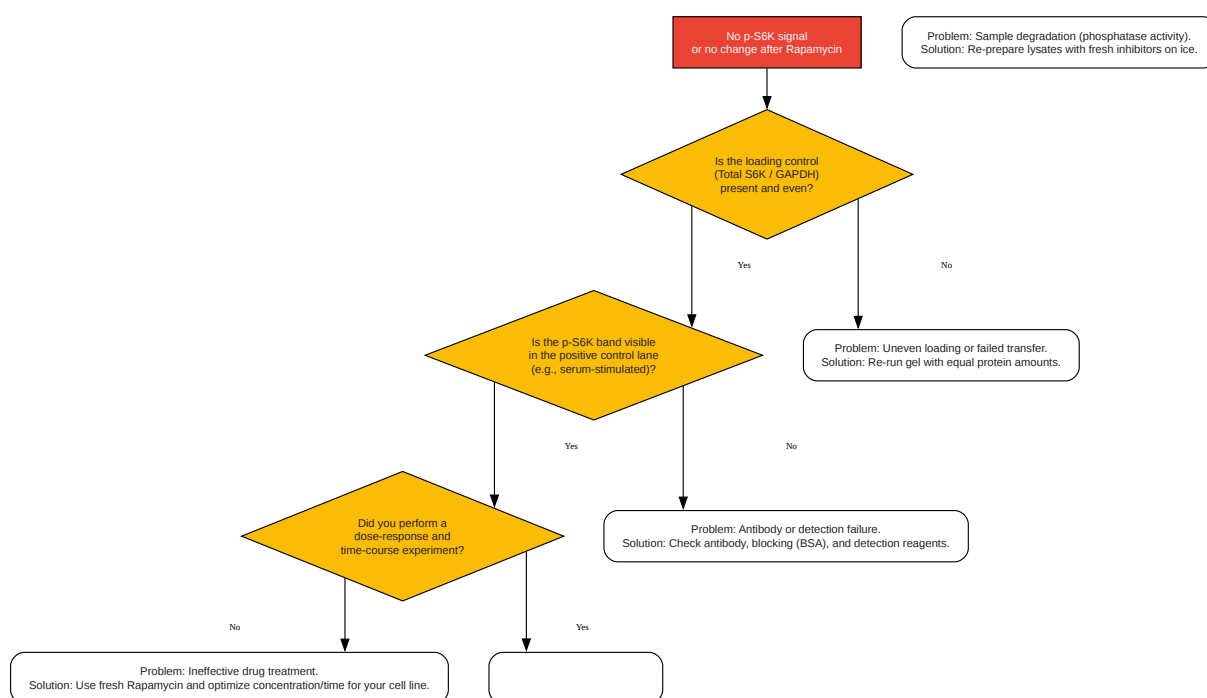 No p-S6K signal
or no change after Rapamycin
Problem: Sample degradation (phosphatase activity).
Solution: Re-prepare lysates with fresh inhibitors on ice.
Is the loading control
(Total S6K / GAPDH)
present and even?
Yes
No
Is the p-S6K band visible
in the positive control lane
(e.g., serum-stimulated)?
Problem: Uneven loading or failed transfer.
Solution: Re-run gel with equal protein amounts.
Yes
No
Did you perform a
dose-response and
time-course experiment?
Problem: Antibody or detection failure.
Solution: Check antibody, blocking (BSA), and detection reagents.
No
Yes
Problem: Ineffective drug treatment.
Solution: Use fresh Rapamycin and optimize concentration/time for your cell line.